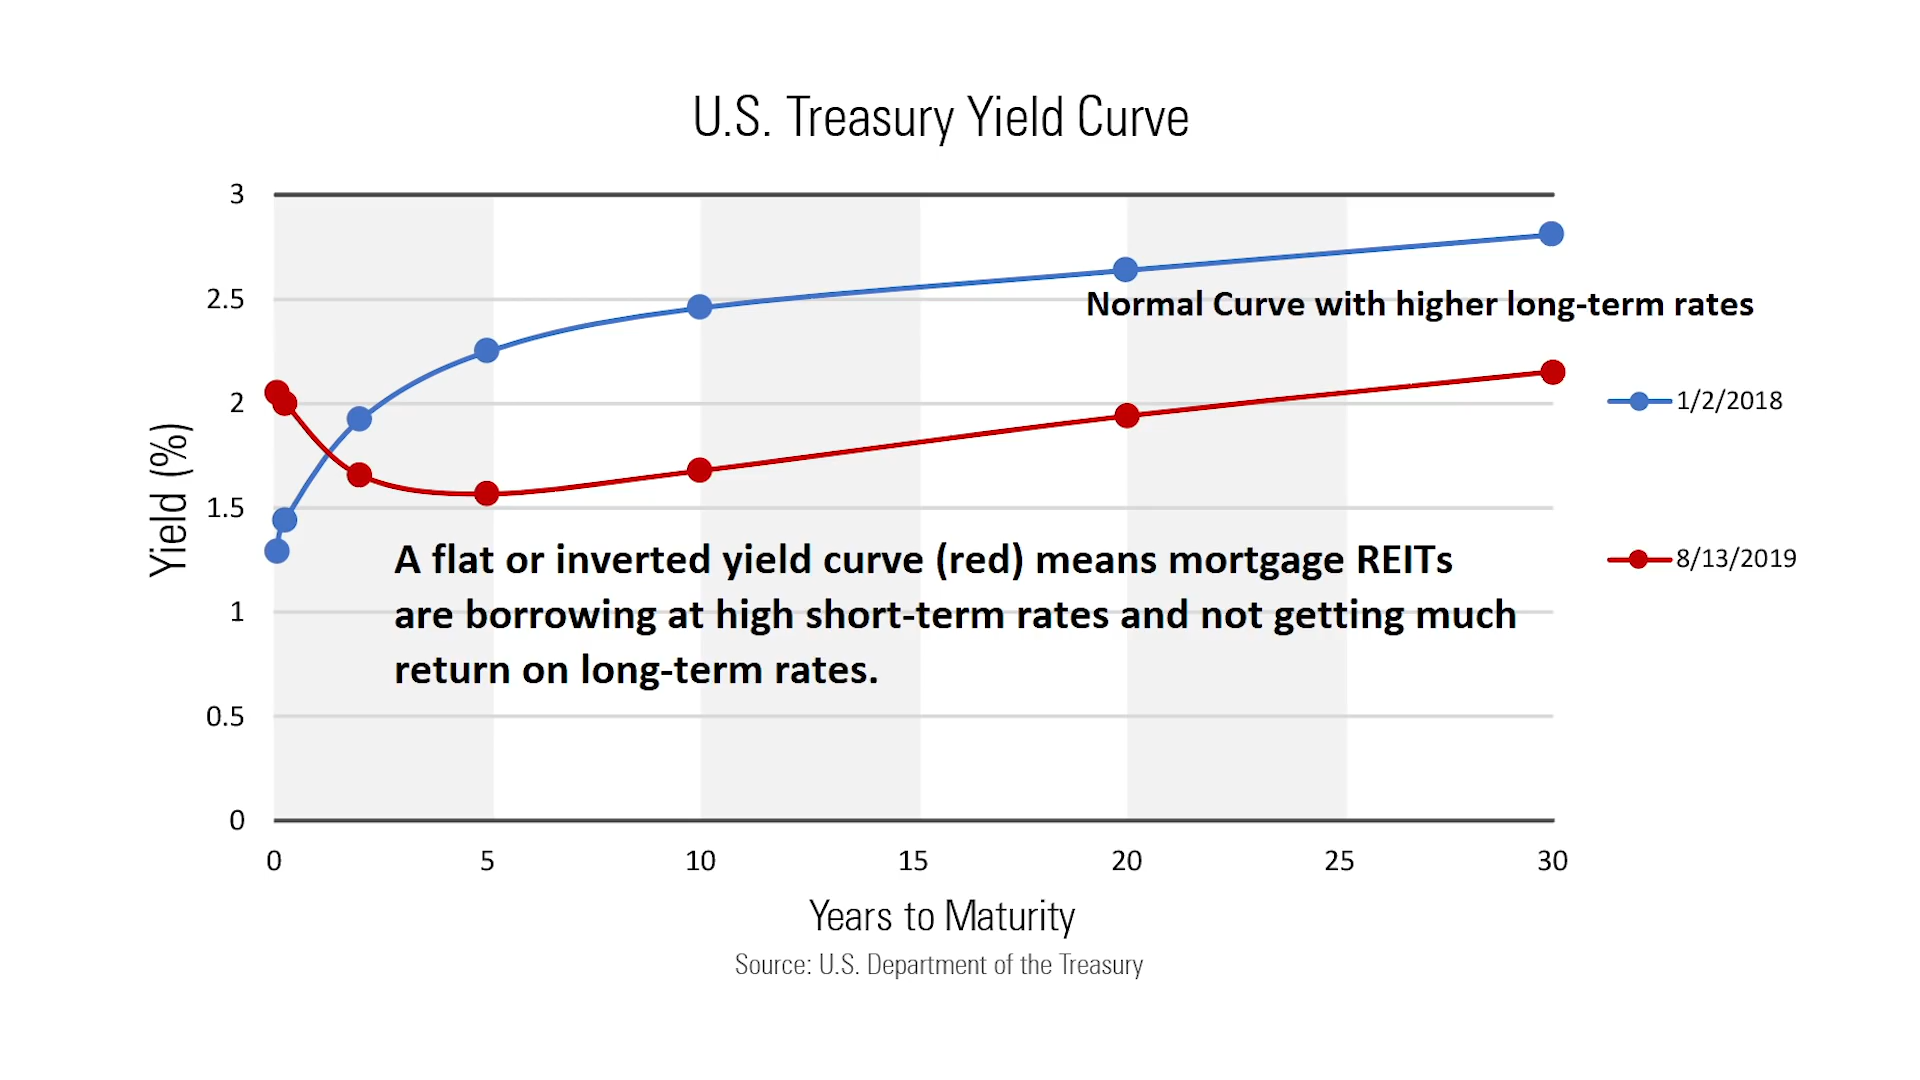 U.S. Treasury Yield Curve
3
2.5
2
1.5
1
0.5
0
Yield (%)
Normal Curve with higher long-term rates
1/2/2018
8/13/2019
A flat or inverted yield curve (red) means mortgage REITs
are borrowing at high short-term rates and not getting much
return on long-term rates.
0 5 10 15 20 25 30
Years to Maturity
Source: U.S. Department of the Treasury